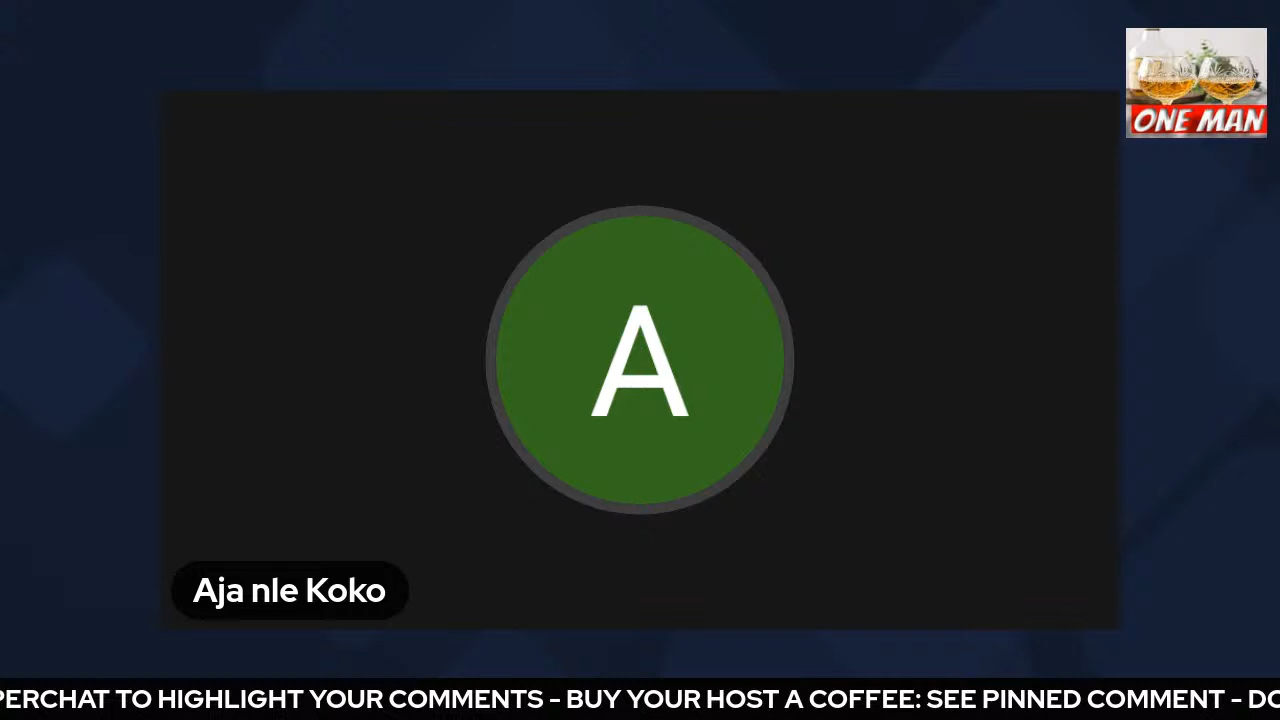 ONE MAN
A
Aja nle Koko
PERCHAT TO HIGHLIGHT YOUR COMMENTS - BUY YOUR HOST A COFFEE: SEE PINNED COMMENT - DO